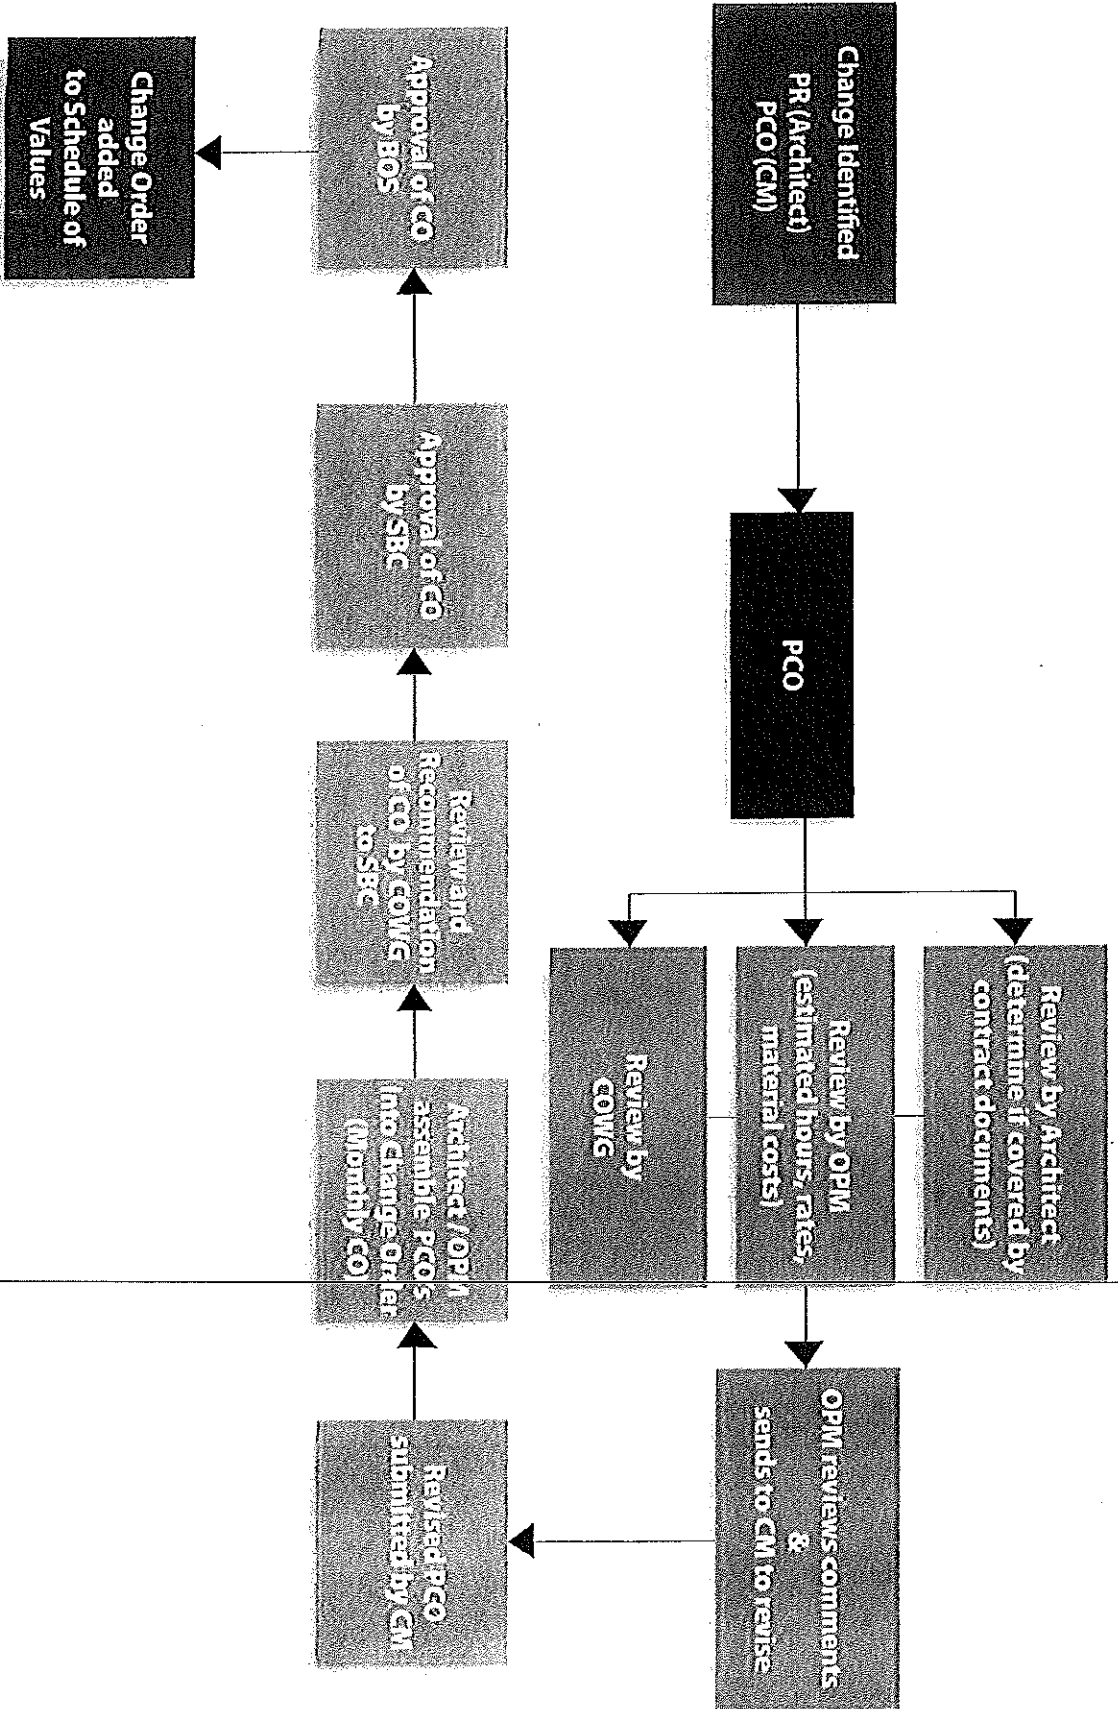 Change Identified
PR (Architect)
PCO (CM)
PCO
Review by Architect
(determine if covered by
contract documents)
Review by OPM
(estimated hours, rates,
material costs)
Review by
COWG
OPM reviews comments
&
sends to CM to revise
Revised PCO
submitted by CM
Architect / OPM
assemble PCO's
into Change Order
(Monthly CO)
Review and
Recommendation
of CO by COWG
to SBC
Approval of CO
by SBC
Approval of CO
by BOS
Change Order
added
to Schedule of
Values